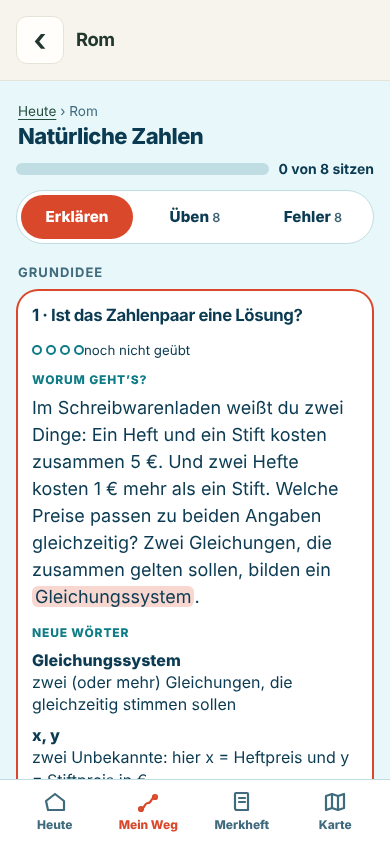 Rom
Heute › Rom
Natürliche Zahlen
0 von 8 sitzen
Erklären
Üben 8
Fehler 8
GRUNDIDEE
1 · Ist das Zahlenpaar eine Lösung?
noch nicht geübt
WORUM GEHT'S?
Im Schreibwarenladen weißt du zwei
Dinge: Ein Heft und ein Stift kosten
zusammen 5 €. Und zwei Hefte
kosten 1 € mehr als ein Stift. Welche
Preise passen zu beiden Angaben
gleichzeitig? Zwei Gleichungen, die
zusammen gelten sollen, bilden ein
Gleichungssystem.
NEUE WÖRTER
Gleichungssystem
zwei (oder mehr) Gleichungen, die
gleichzeitig stimmen sollen
x, y
zwei Unbekannte: hier x = Heftpreis und y
= Stiftpreis in €
Heute
Mein Weg
Merkheft
Karte